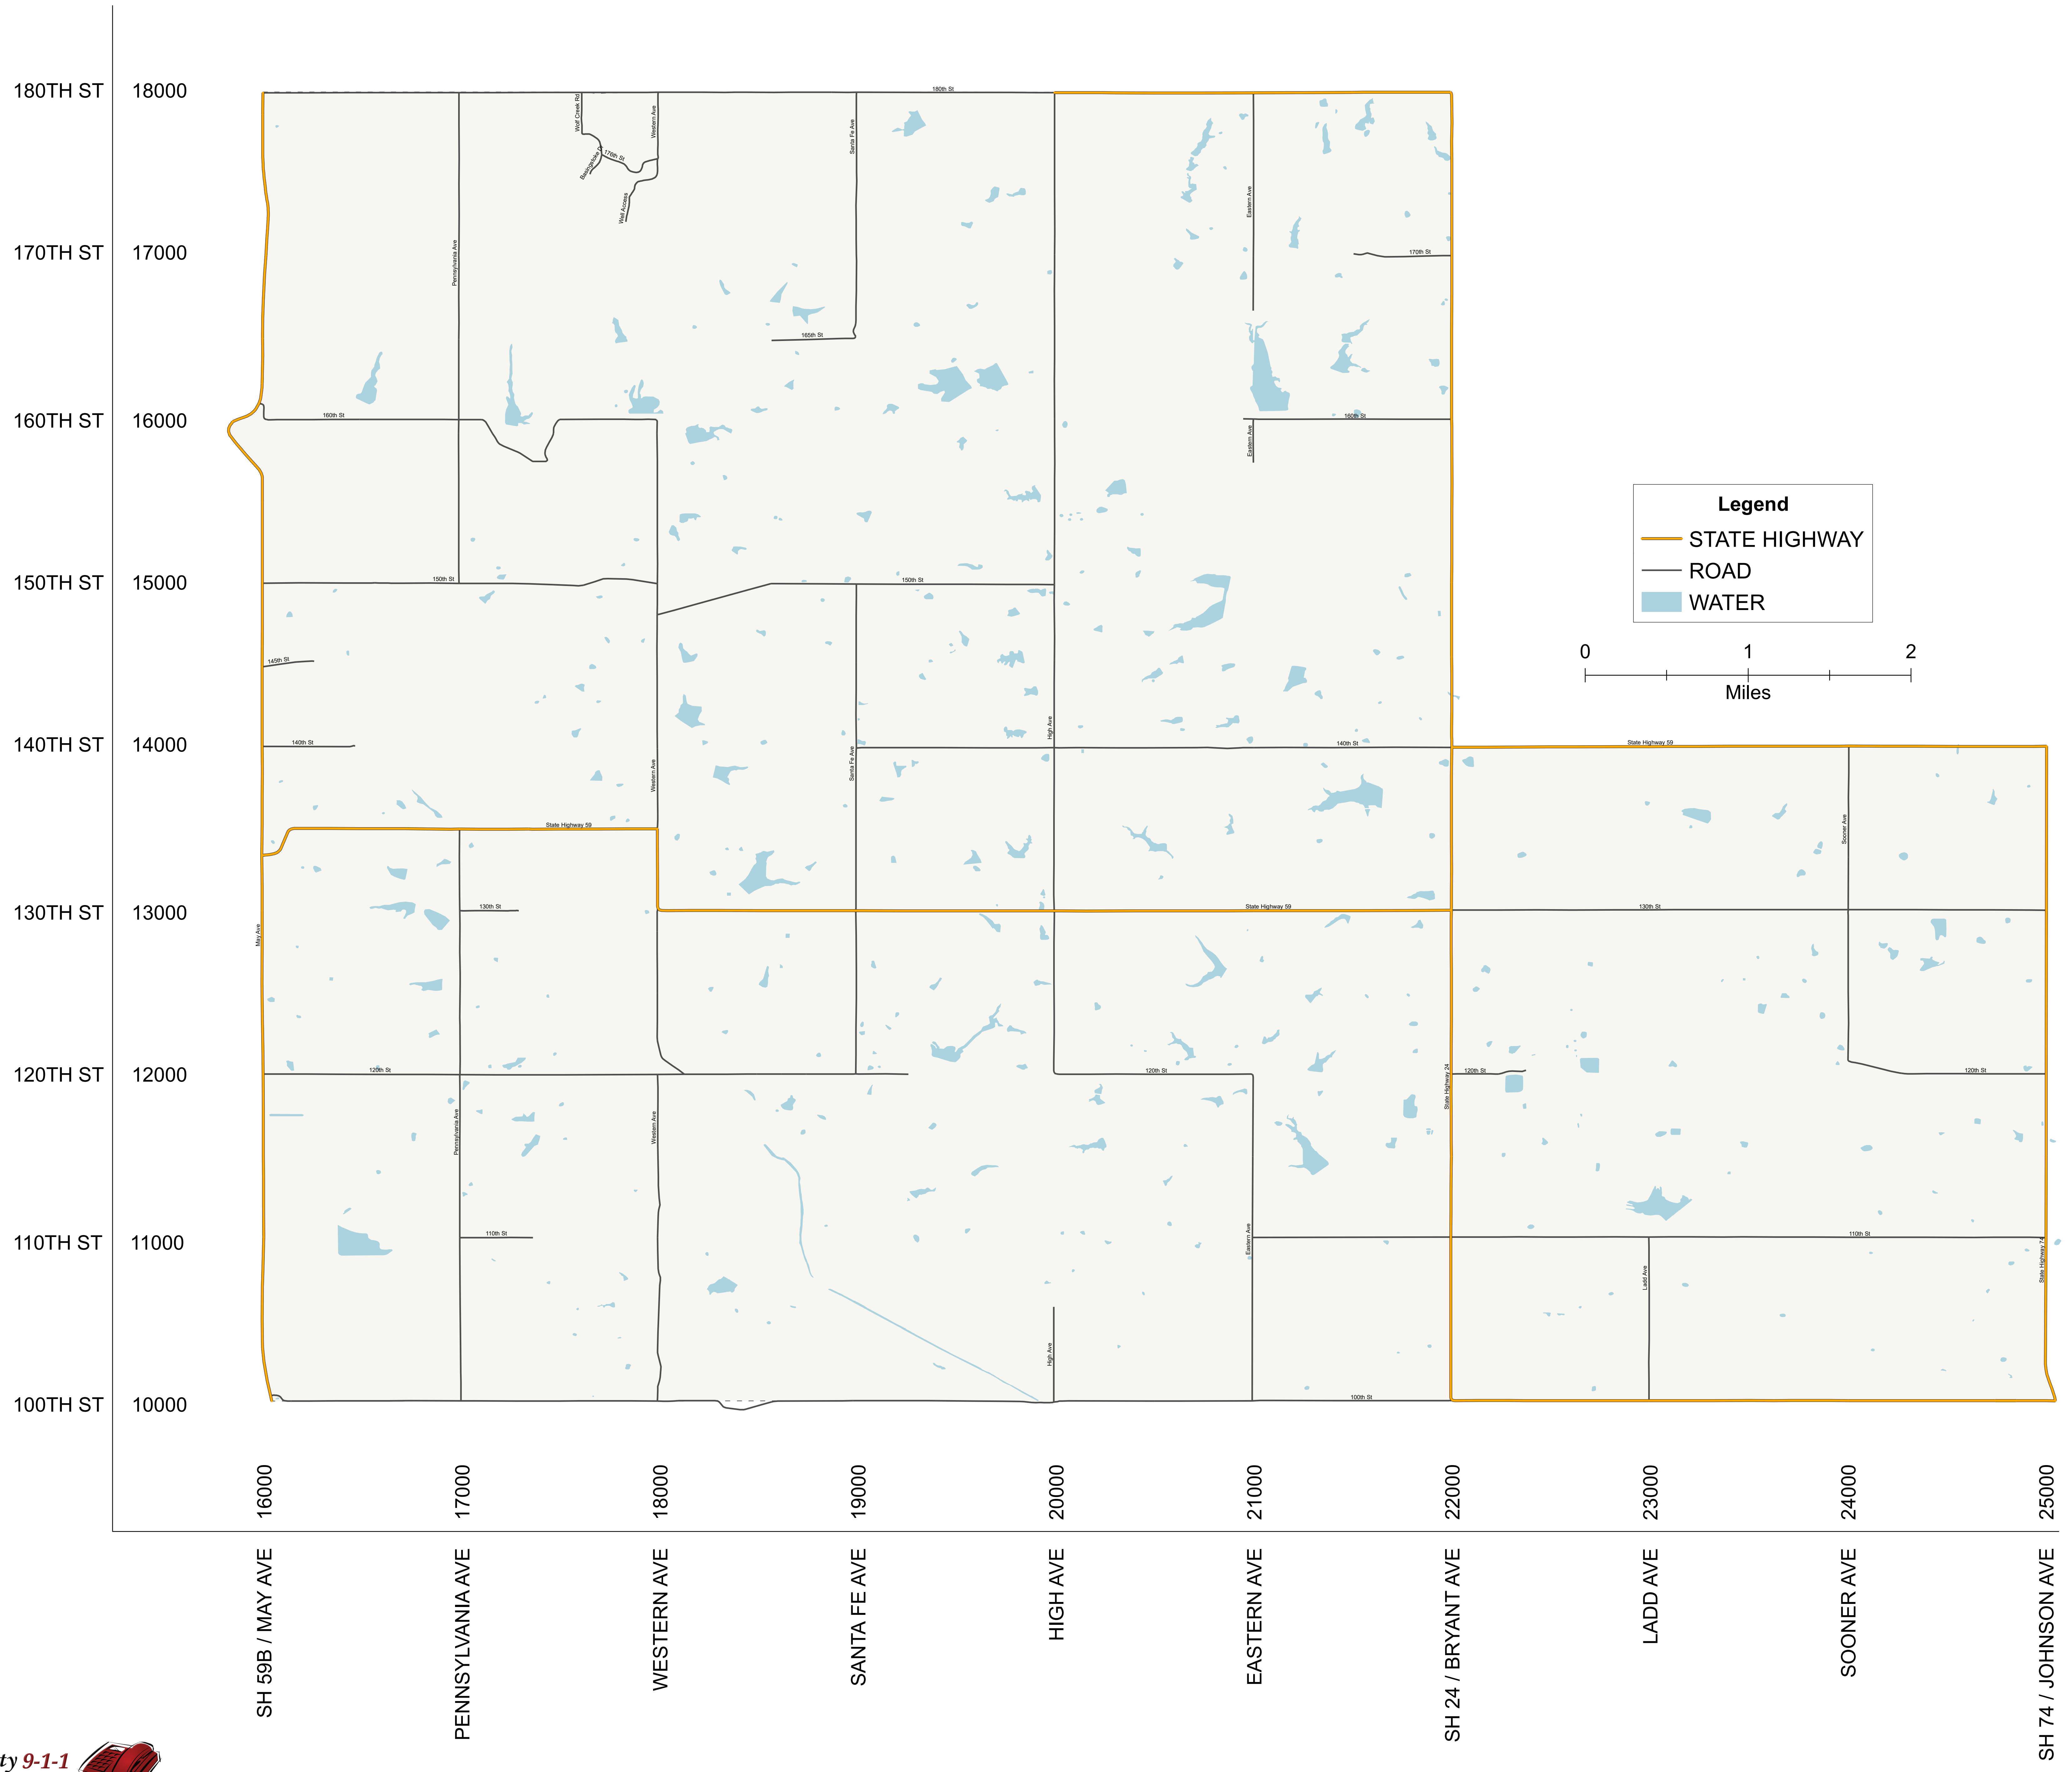 180TH ST 18000
180th St
Wolf Creek Rd
Western Ave
Santa Fe Ave
176th St
Basingstoke Dr
Well Access
Eastern Ave
Pennsylvania Ave
170TH ST 17000
170th St
165th St
160TH ST 16000
160th St
160th St
Eastern Ave
Legend
STATE HIGHWAY
ROAD
WATER
150TH ST 15000
150th St
150th St
0 1 2
Miles
145th St
High Ave
140TH ST 14000
140th St
140th St
State Highway 59
Santa Fe Ave
Western Ave
State Highway 59
Sooner Ave
130TH ST 13000
130th St
State Highway 59
130th St
May Ave
120TH ST 12000
120th St
120th St
120th St
120th St
State Highway 24
Pennsylvania Ave
Western Ave
110TH ST 11000
110th St
Eastern Ave
110th St
State Highway 74
Ladd Ave
High Ave
100TH ST 10000
100th St
16000 17000 18000 19000 20000 21000 22000 23000 24000 25000
SH 59B / MAY AVE
PENNSYLVANIA AVE
WESTERN AVE
SANTA FE AVE
HIGH AVE
EASTERN AVE
SH 24 / BRYANT AVE
LADD AVE
SOONER AVE
SH 74 / JOHNSON AVE
ty 9-1-1